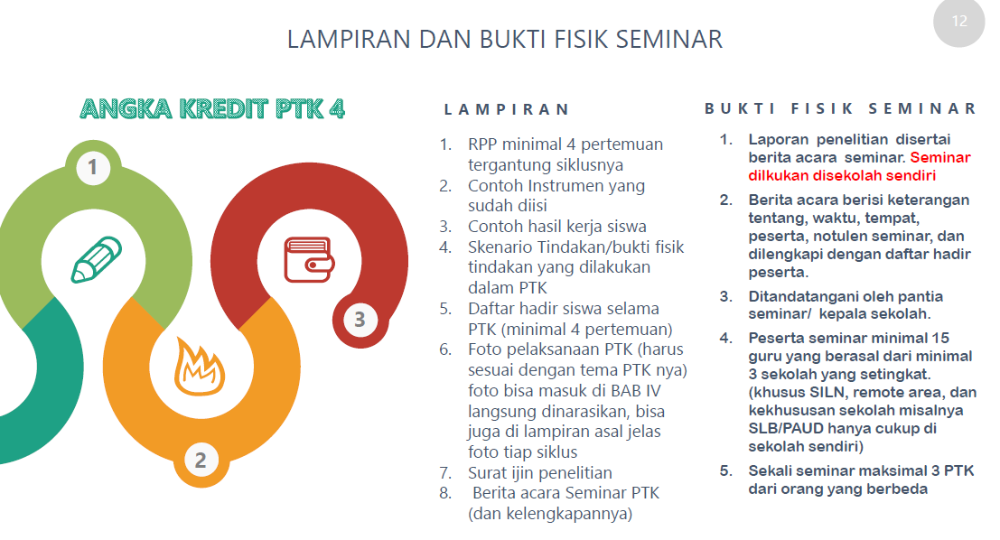 12
LAMPIRAN DAN BUKTI FISIK SEMINAR
ANGKA KREDIT PTK 4
1
2
3
LAMPIRAN
1. RPP minimal 4 pertemuan
tergantung siklusnya
2. Contoh Instrumen yang
sudah diisi
3. Contoh hasil kerja siswa
4. Skenario Tindakan/bukti fisik
tindakan yang dilakukan
dalam PTK
5. Daftar hadir siswa selama
PTK (minimal 4 pertemuan)
6. Foto pelaksanaan PTK (harus
sesuai dengan tema PTK nya)
foto bisa masuk di BAB IV
langsung dinarasikan, bisa
juga di lampiran asal jelas
foto tiap siklus
7. Surat ijin penelitian
8. Berita acara Seminar PTK
(dan kelengkapannya)
BUKTI FISIK SEMINAR
1. Laporan penelitian disertai
berita acara seminar. Seminar
dilkukan disekolah sendiri
2. Berita acara berisi keterangan
tentang, waktu, tempat,
peserta, notulen seminar, dan
dilengkapi dengan daftar hadir
peserta.
3. Ditandatangani oleh pantia
seminar/ kepala sekolah.
4. Peserta seminar minimal 15
guru yang berasal dari minimal
3 sekolah yang setingkat.
(khusus SILN, remote area, dan
kekhususan sekolah misalnya
SLB/PAUD hanya cukup di
sekolah sendiri)
5. Sekali seminar maksimal 3 PTK
dari orang yang berbeda